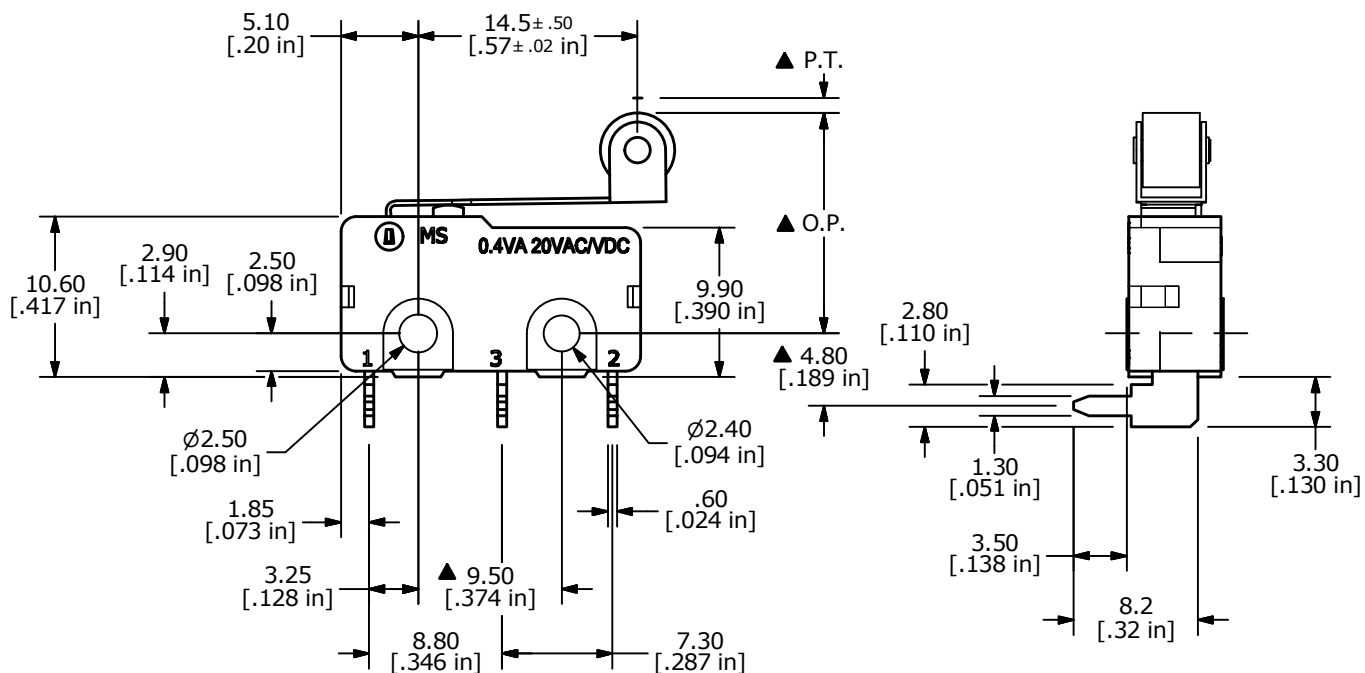 5.10
[.20 in]
14.5± .50
[.57± .02 in]
▲ P.T.
▲ O.P.
MS
0.4VA 20VAC/VDC
10.60
[.417 in]
2.90
[.114 in]
2.50
[.098 in]
9.90
[.390 in]
1
3
2
▲ 4.80
[.189 in]
2.80
[.110 in]
Ø2.50
[.098 in]
Ø2.40
[.094 in]
1.30
[.051 in]
3.30
[.130 in]
1.85
[.073 in]
.60
[.024 in]
3.50
[.138 in]
3.25
[.128 in]
▲ 9.50
[.374 in]
8.2
[.32 in]
8.80
[.346 in]
7.30
[.287 in]